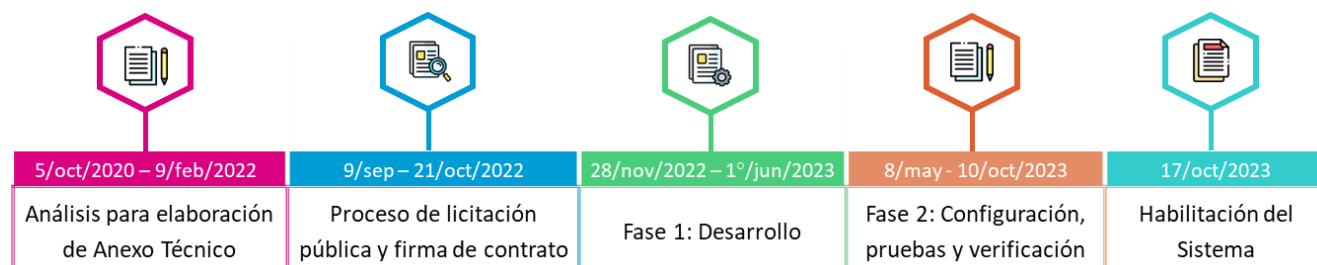 5/oct/2020 – 9/feb/2022
Análisis para elaboración
de Anexo Técnico
9/sep – 21/oct/2022
Proceso de licitación
pública y firma de contrato
28/nov/2022 – 1°/jun/2023
Fase 1: Desarrollo
8/may - 10/oct/2023
Fase 2: Configuración,
pruebas y verificación
17/oct/2023
Habilitación del
Sistema